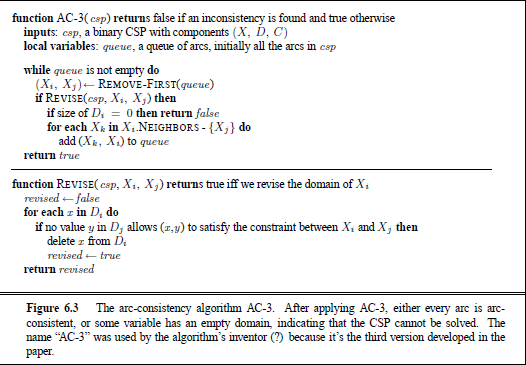 function AC-3( csp) returns false if an inconsistency is found and true otherwise
inputs: csp, a binary CSP with components (X, D, C)
local variables: queue, a queue of arcs, initially all the arcs in csp
while queue is not empty do
(Xi, Xj) ← REMOVE-FIRST(queue)
if REVISE(csp, Xi, Xj) then
if size of Di = 0 then return false
for each Xk in Xi.NEIGHBORS - {Xj} do
add (Xk, Xi) to queue
return true
function REVISE( csp, Xi, Xj) returns true iff we revise the domain of Xi
revised ← false
for each x in Di do
if no value y in Dj allows (x,y) to satisfy the constraint between Xi and Xj then
delete x from Di
revised ← true
return revised
Figure 6.3 The arc-consistency algorithm AC-3. After applying AC-3, either every arc is arc-
consistent, or some variable has an empty domain, indicating that the CSP cannot be solved. The
name “AC-3” was used by the algorithm’s inventor (?) because it’s the third version developed in the
paper.